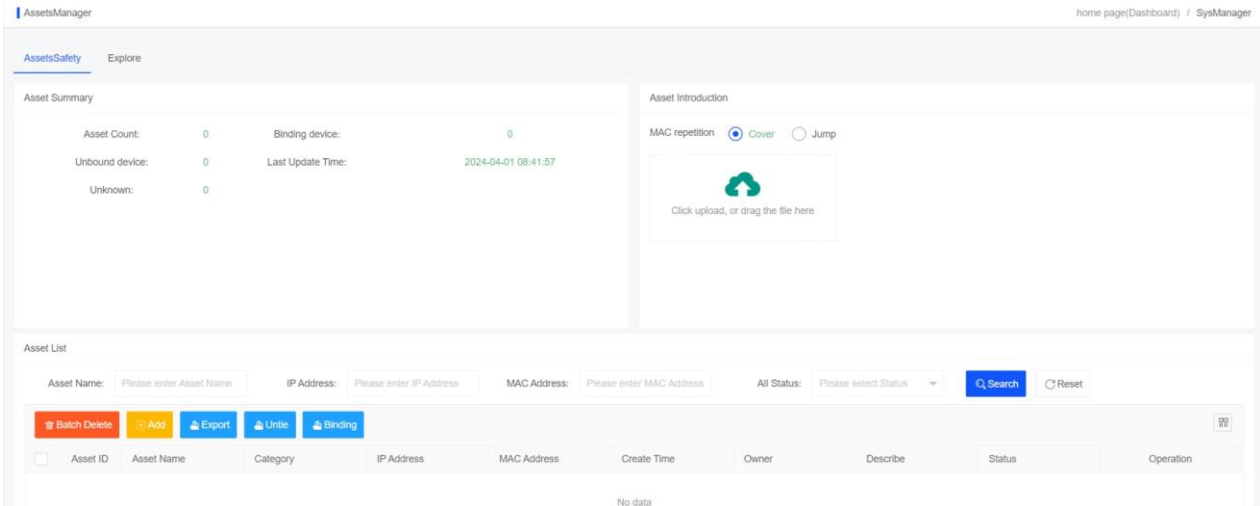 AssetsManager
home page(Dashboard) / SysManager
AssetsSafety Explore
Asset Summary
Asset Count: 0 Binding device: 0
Unbound device: 0 Last Update Time: 2024-04-01 08:41:57
Unknown: 0
Asset Introduction
MAC repetition Cover Jump
Click upload, or drag the file here
Asset List
Asset Name: Please enter Asset Name IP Address: Please enter IP Address MAC Address: Please enter MAC Address All Status: Please select Status Search Reset
Batch Delete Add Export Untie Binding
Asset ID Asset Name Category IP Address MAC Address Create Time Owner Describe Status Operation
No data